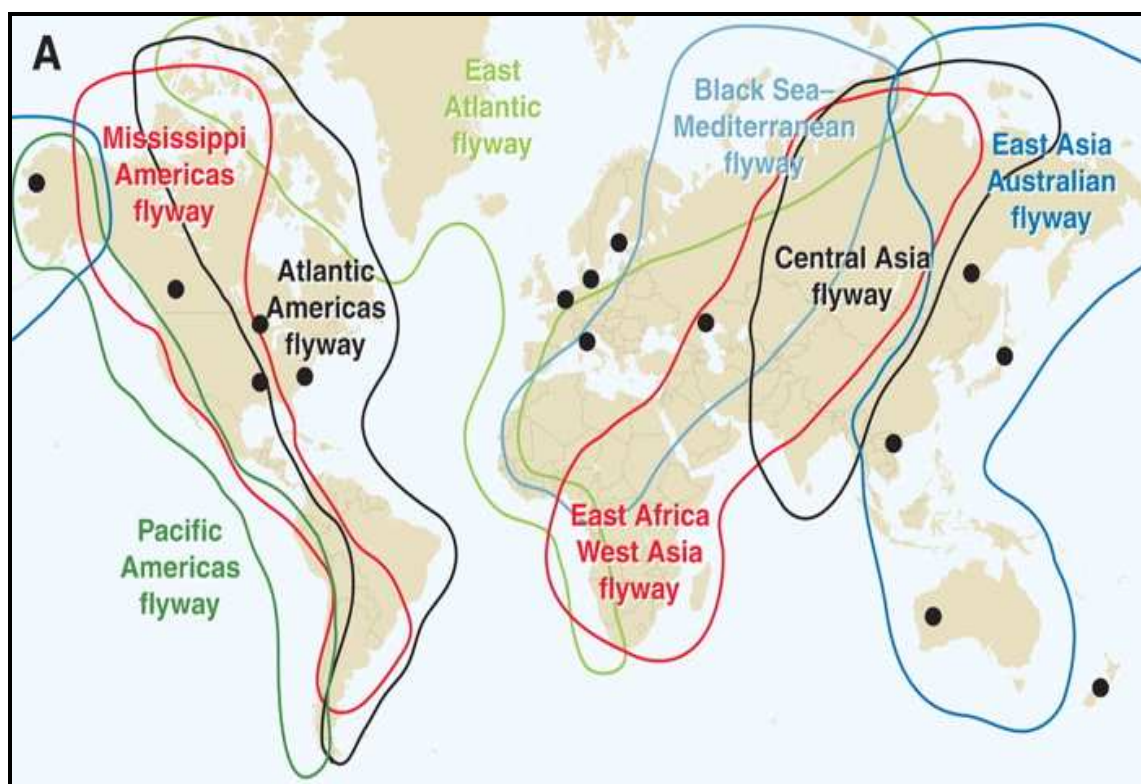 A
East
Atlantic
flyway
Black Sea–
Mediterranean
flyway
Mississippi
Americas
flyway
East Asia
Australian
flyway
Atlantic
Americas
flyway
Central Asia
flyway
Pacific
Americas
flyway
East Africa
West Asia
flyway